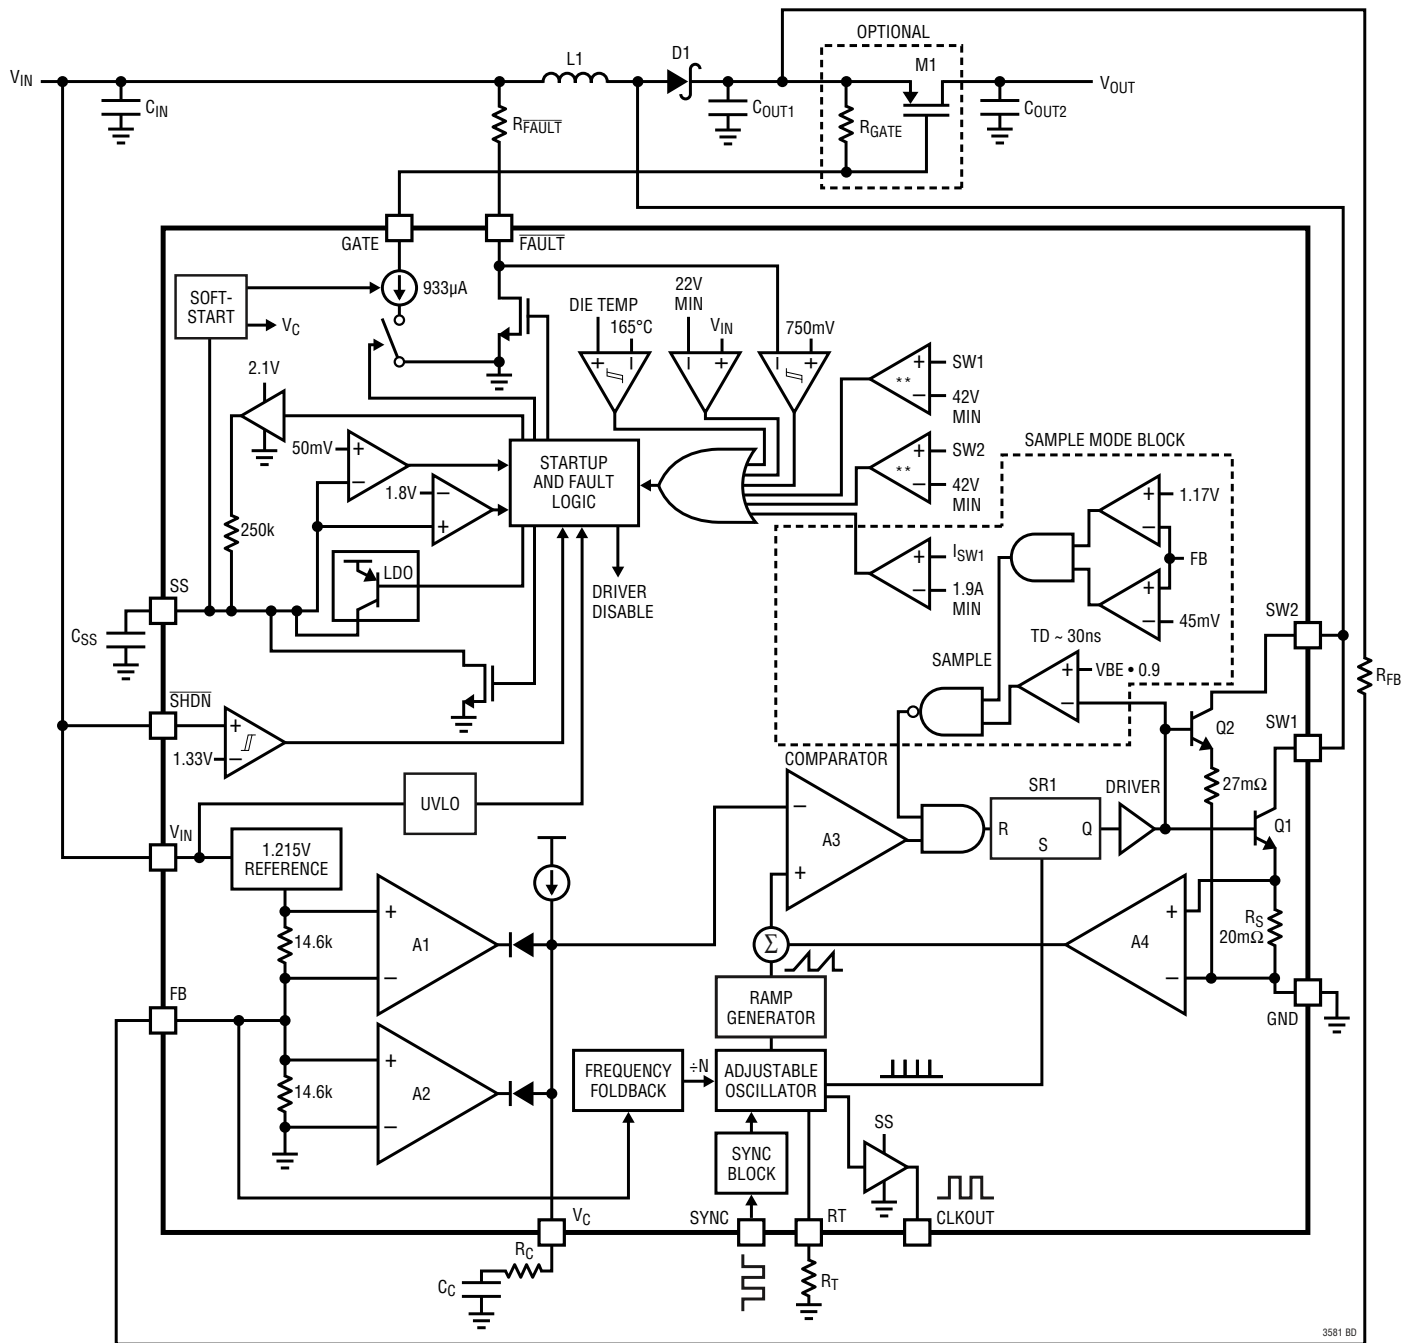 OPTIONAL
L1
D1
M1
VIN
VOUT
CIN
RFAULT
COUT1
RGATE
COUT2
GATE
FAULT
SOFT-
START
933µA
VC
22V
MIN
DIE TEMP
165°C
VIN
750mV
+ − − + − +
2.1V
+
**
−
SW1
42V
MIN
50mV
+
−
1.8V
−
+
STARTUP
AND FAULT
LOGIC
+
**
−
SW2
42V
MIN
SAMPLE MODE BLOCK
250k
LDO
DRIVER
DISABLE
+
−
ISW1
1.9A
MIN
+
−
1.17V
FB
+
−
45mV
SS
CSS
SW2
TD ~ 30ns
SAMPLE
+
−
VBE • 0.9
RFB
SHDN
+
−
1.33V
Q2
SW1
27mΩ
COMPARATOR
UVLO
SR1
DRIVER
VIN
1.215V
REFERENCE
−
A3
+
R
S
Q
Q1
14.6k
+
A1
−
Σ
+
A4
−
RS
20mΩ
FB
RAMP
GENERATOR
GND
14.6k
+
A2
−
FREQUENCY
FOLDBACK
÷N
ADJUSTABLE
OSCILLATOR
SYNC
BLOCK
SS
VC
SYNC
RT
CLKOUT
RC
CC
RT
3581 BD